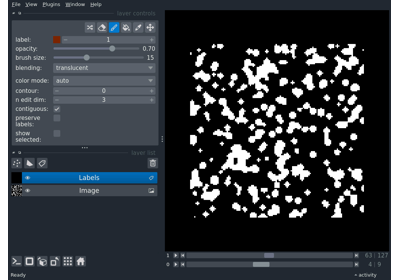 File View Plugins Window Help
layer controls
label: 1
opacity: 0.70
brush size: 15
blending: translucent
color mode: auto
contour: 0
n edit dim: 3
contiguous:
preserve
labels:
show
selected:
layer list
Labels
Image
1 63 127
0 4 9
Ready
activity